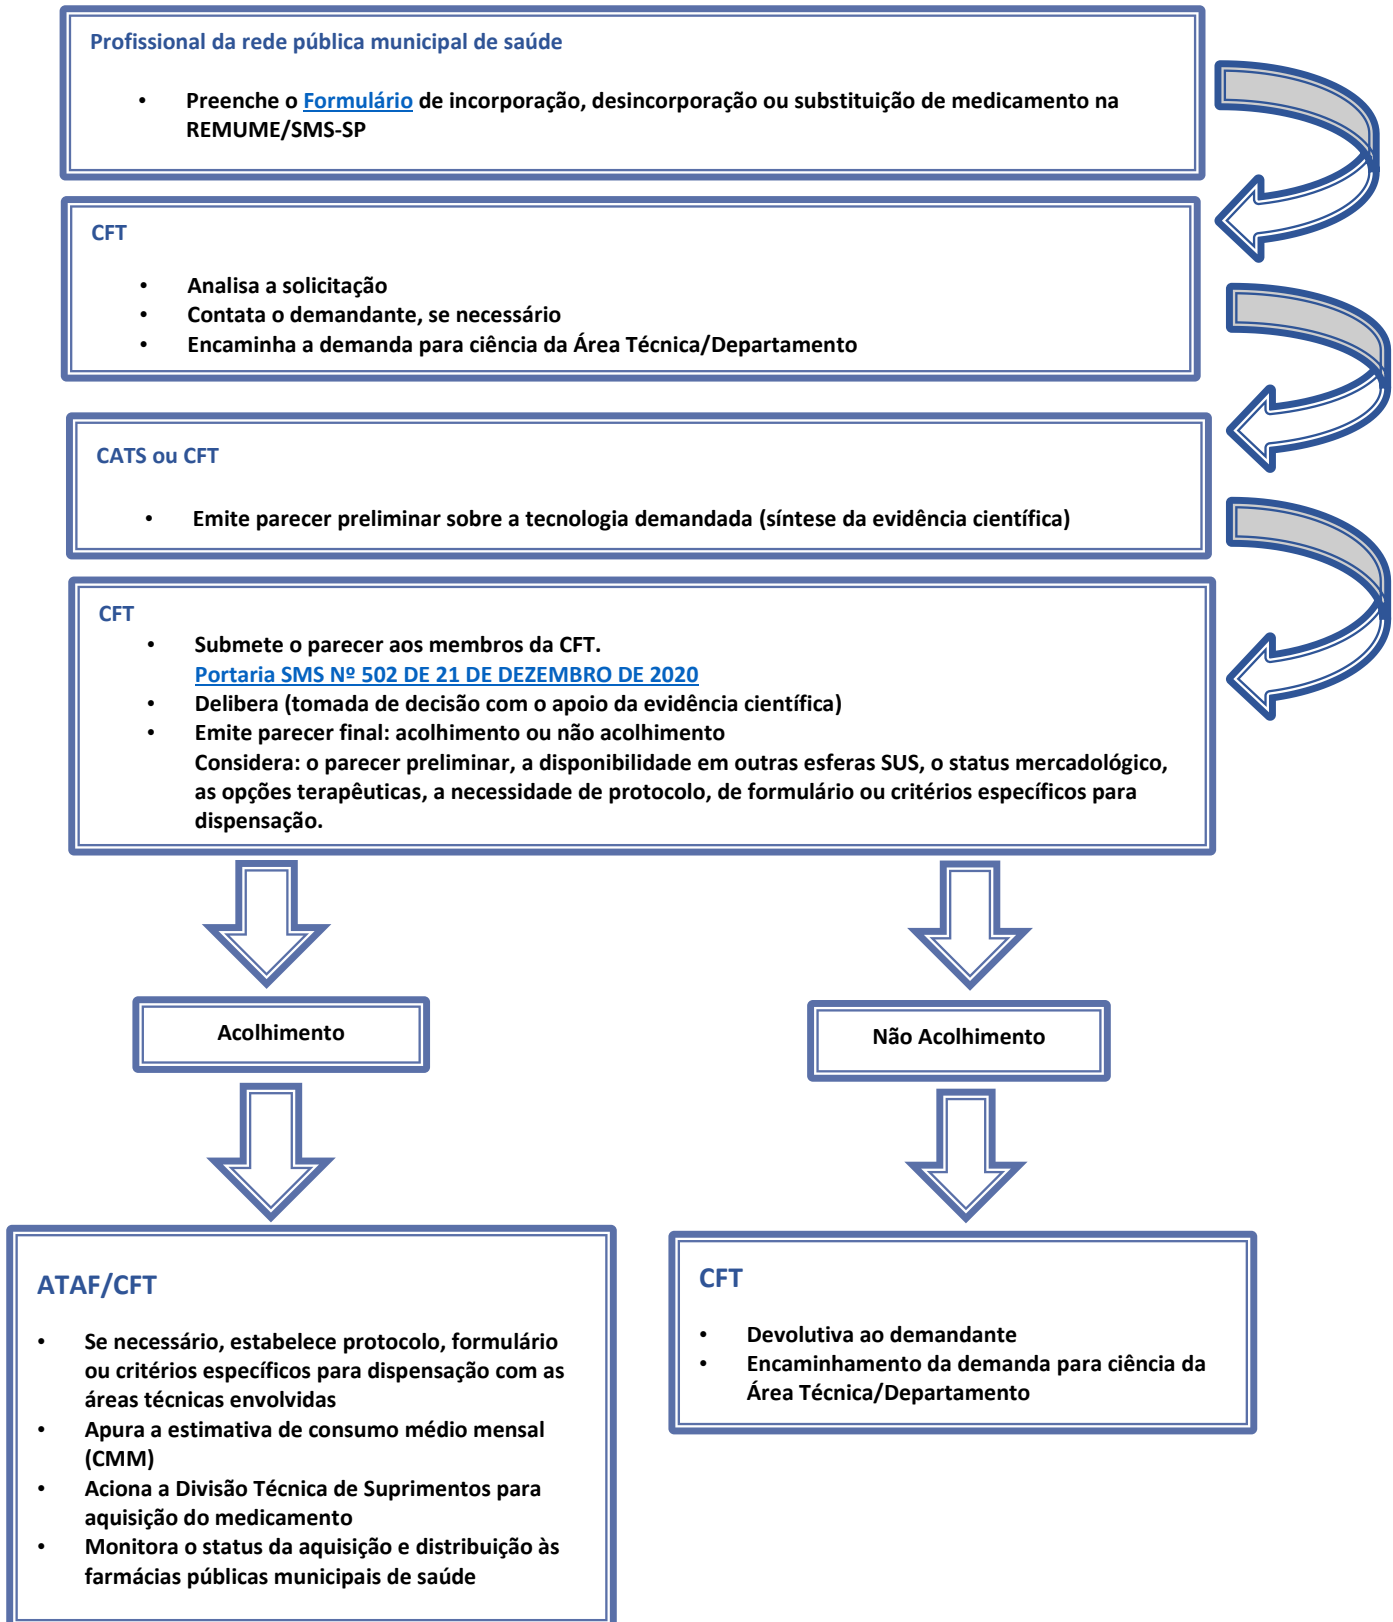 Profissional da rede pública municipal de saúde
• Preenche o Formulário de incorporação, desincorporação ou substituição de medicamento na
REMUME/SMS-SP
CFT
• Analisa a solicitação
• Contata o demandante, se necessário
• Encaminha a demanda para ciência da Área Técnica/Departamento
CATS ou CFT
• Emite parecer preliminar sobre a tecnologia demandada (síntese da evidência científica)
CFT
• Submete o parecer aos membros da CFT.
Portaria SMS Nº 502 DE 21 DE DEZEMBRO DE 2020
• Delibera (tomada de decisão com o apoio da evidência científica)
• Emite parecer final: acolhimento ou não acolhimento
Considera: o parecer preliminar, a disponibilidade em outras esferas SUS, o status mercadológico,
as opções terapêuticas, a necessidade de protocolo, de formulário ou critérios específicos para
dispensação.
Acolhimento
Não Acolhimento
ATAF/CFT
• Se necessário, estabelece protocolo, formulário
ou critérios específicos para dispensação com as
áreas técnicas envolvidas
• Apura a estimativa de consumo médio mensal
(CMM)
• Aciona a Divisão Técnica de Suprimentos para
aquisição do medicamento
• Monitora o status da aquisição e distribuição às
farmácias públicas municipais de saúde
CFT
• Devolutiva ao demandante
• Encaminhamento da demanda para ciência da
Área Técnica/Departamento